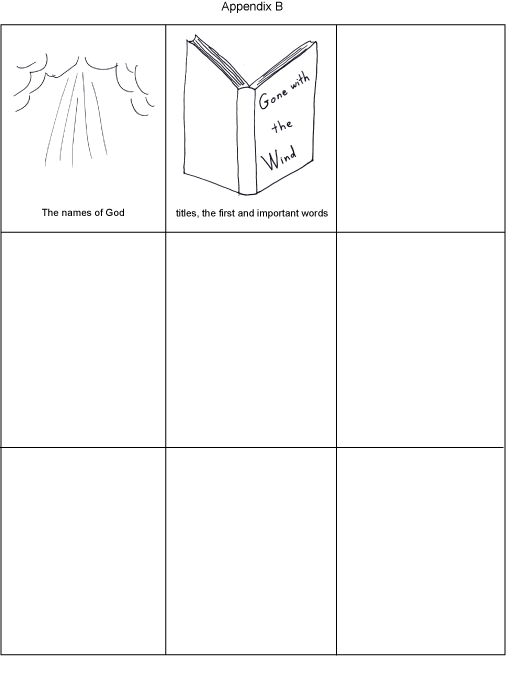 Appendix B
Gone with
the
Wind
The names of God
titles, the first and important words